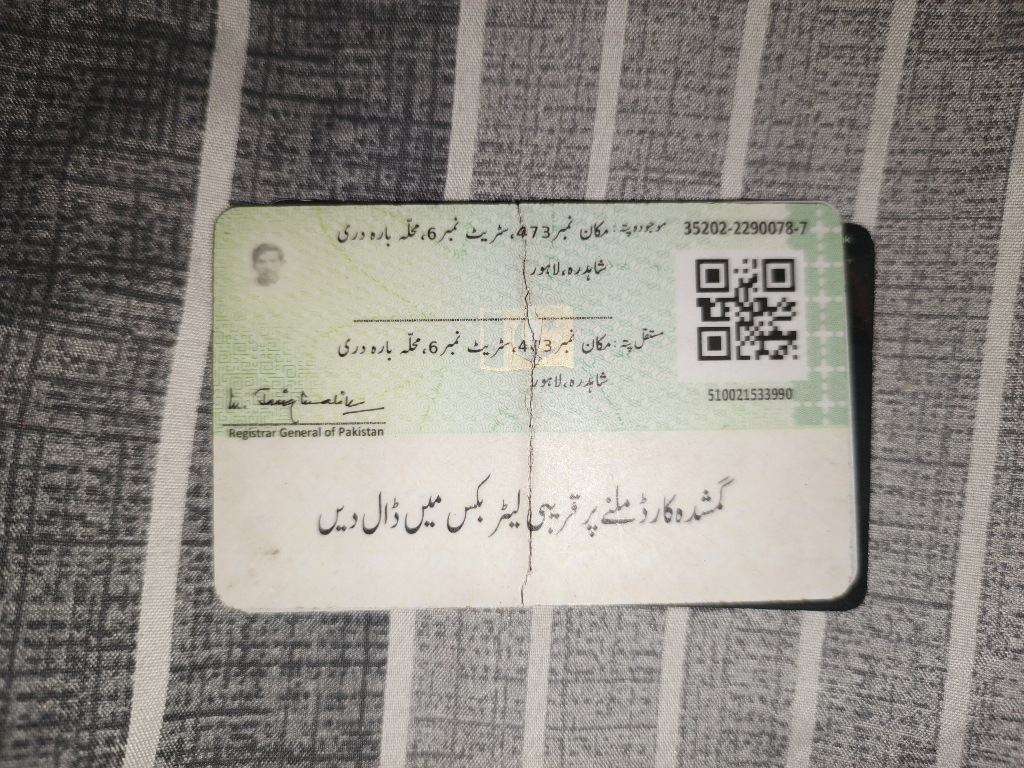 موجودہ پتہ: مکان نمبر 473، سٹریٹ نمبر 6، محلّہ بارہ دری
شاہدرہ، لاہور
35202-2290078-7
مستقل پتہ: مکان نمبر 473، سٹریٹ نمبر 6، محلّہ بارہ دری
شاہدرہ، لاہور
510021533990
Registrar General of Pakistan
گمشدہ کارڈ ملنے پر قریبی لیٹر بکس میں ڈال دیں